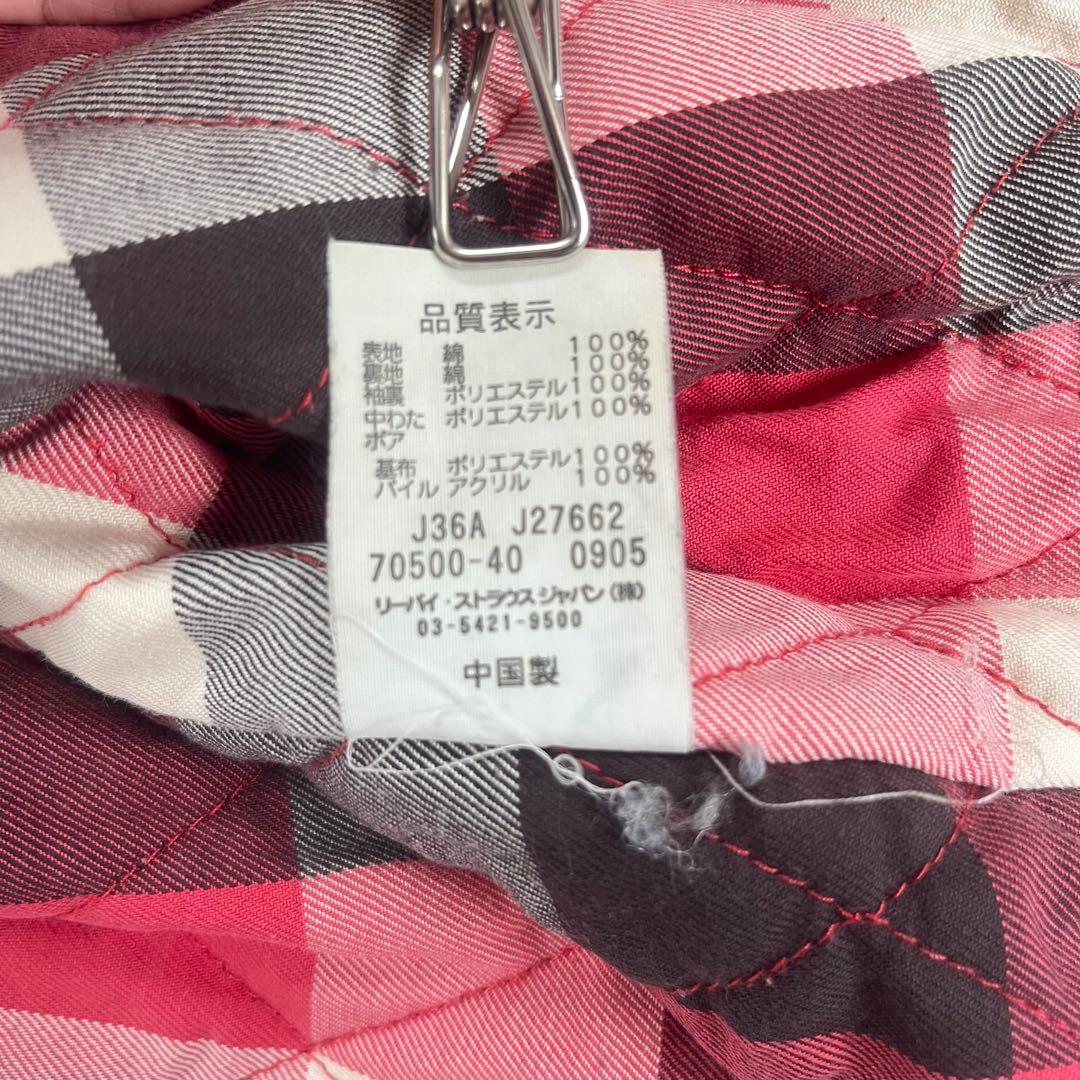 品質表示
表地 綿 100%
裏地 綿 100%
袖裏 ポリエステル100%
中わた ポリエステル100%
ボア
基布 ポリエステル100%
パイル アクリル 100%
J36A J27662
70500-40 0905
リーバイ・ストラウスジャパン(株)
03-5421-9500
中国製